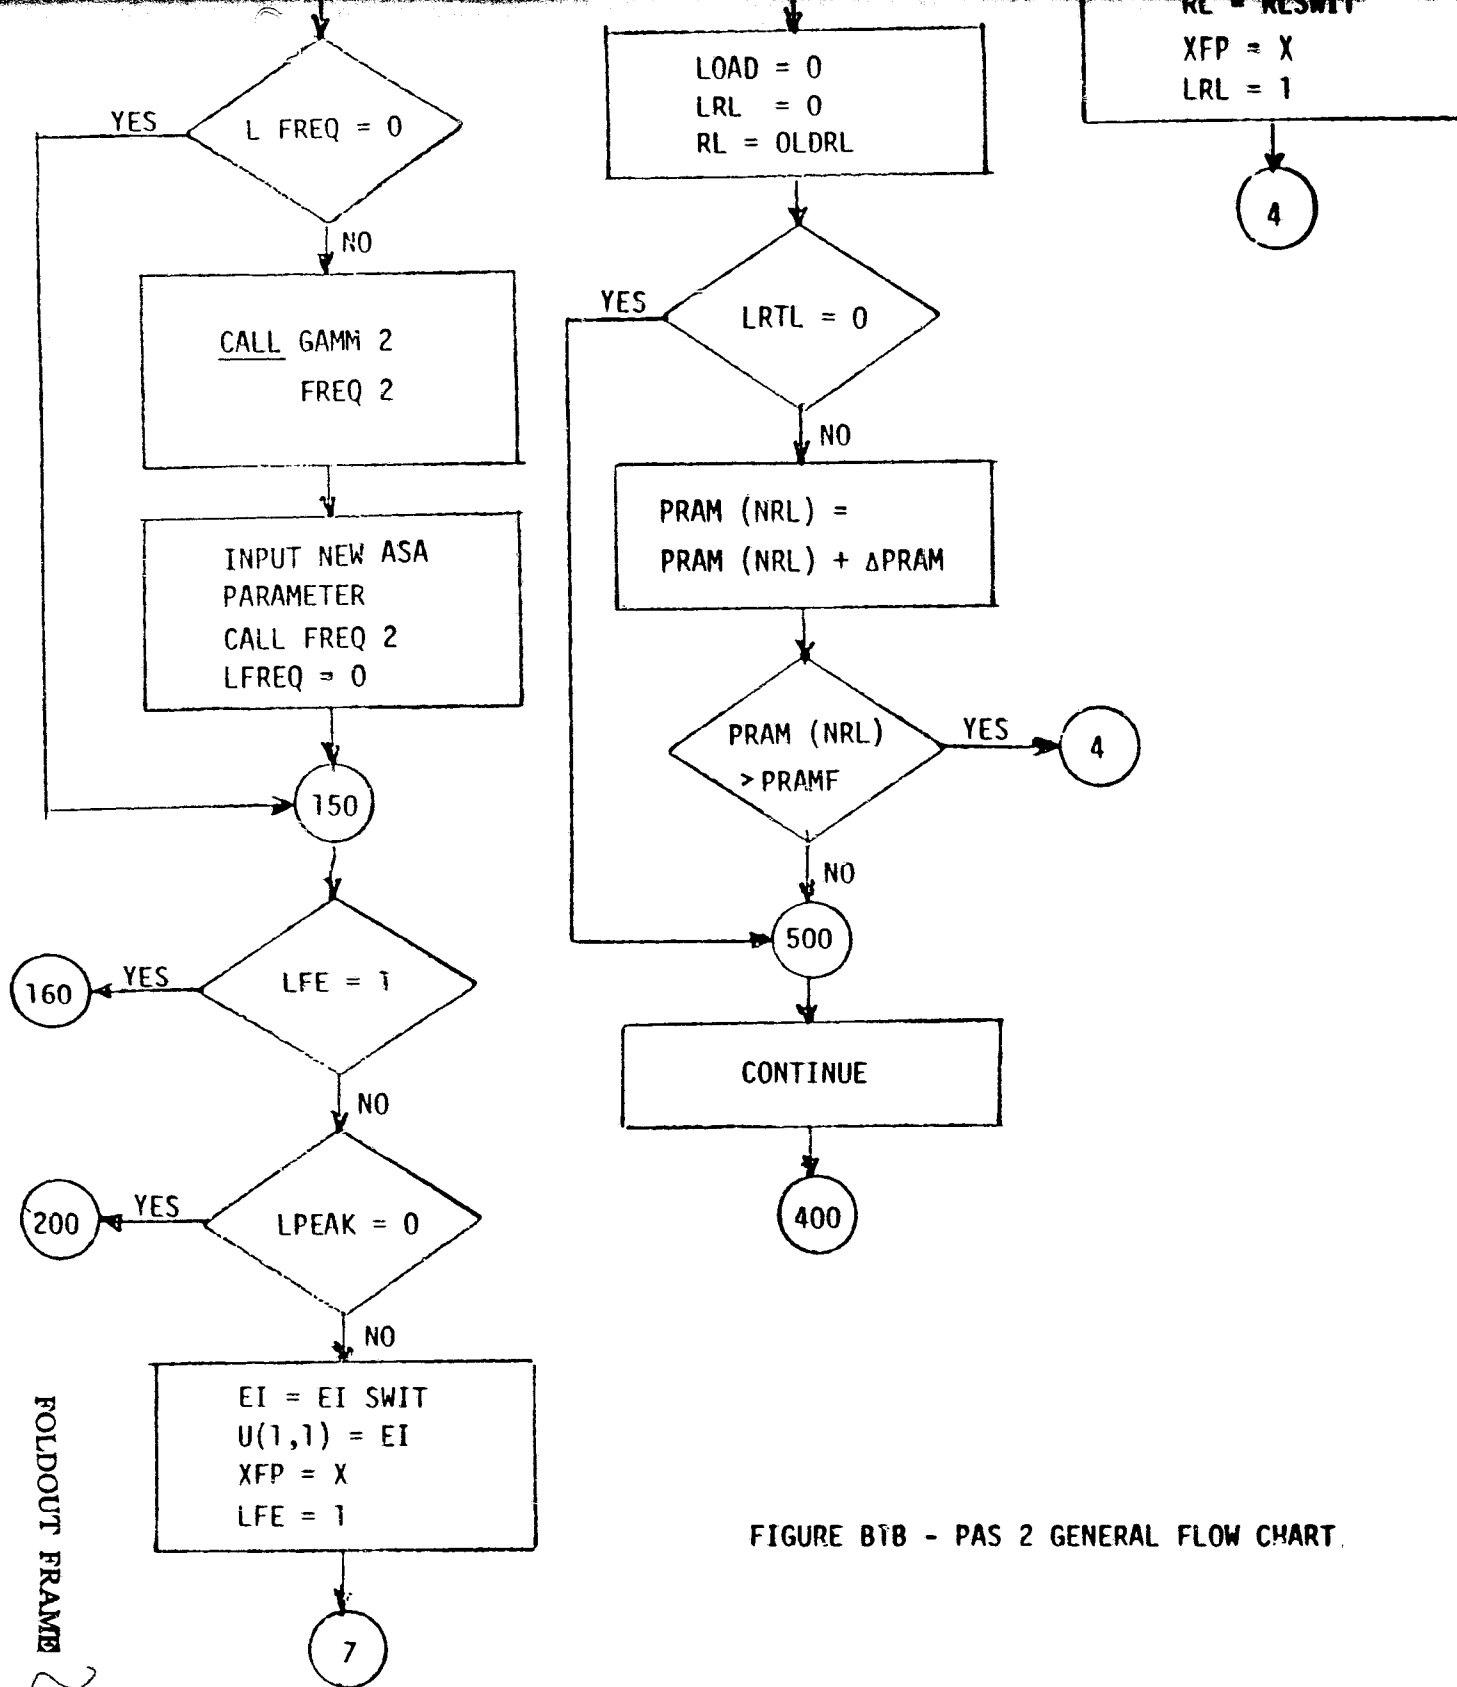 YES
L FREQ = 0
NO
CALL GAMM 2
FREQ 2
INPUT NEW ASA
PARAMETER
CALL FREQ 2
LFREQ = 0
150
LFE = 1
YES
160
NO
LPEAK = 0
YES
200
NO
EI = EI SWIT
U(1,1) = EI
XFP = X
LFE = 1
7
LOAD = 0
LRL = 0
RL = OLDRL
YES
LRTL = 0
NO
PRAM (NRL) =
PRAM (NRL) + ΔPRAM
PRAM (NRL)
> PRAMF
YES
4
NO
500
CONTINUE
400
RL = RLSWIT
XFP = X
LRL = 1
4
FIGURE B1B - PAS 2 GENERAL FLOW CHART
FOLDOUT FRAME 2